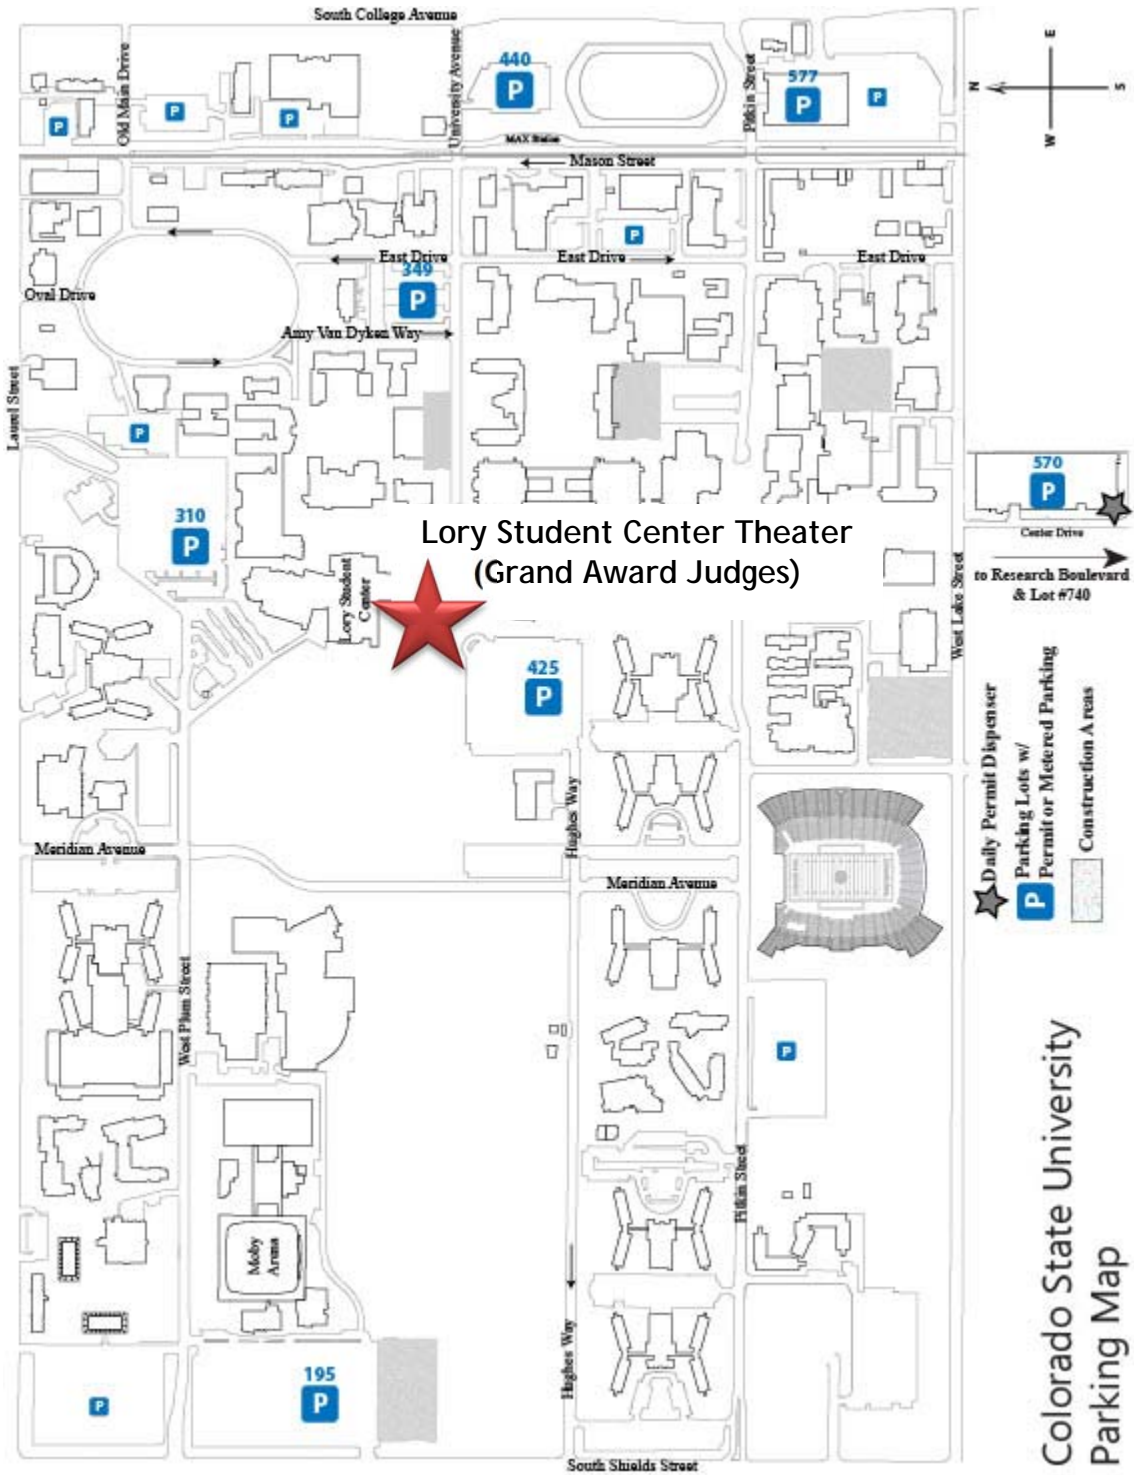 South College Avenue
Old Main Drive
University Avenue
440
P
Pitkin Street
577
P
P
P
P
P
E
N
S
W
MAX Station
Mason Street
P
East Drive
East Drive
East Drive
349
P
Oval Drive
Amy Van Dyken Way
Laurel Street
P
310
P
570
P
Center Drive
to Research Boulevard
& Lot #740
Lory Student Center Theater
(Grand Award Judges)
Lory Student
Center
West Lake Street
425
P
Hughes Way
Daily Permit Dispenser
P
Parking Lots w/
Permit or Metered Parking
Construction Areas
Meridian Avenue
Meridian Avenue
West Plum Street
P
Pitkin Street
Moby
Arena
Hughes Way
195
P
P
South Shields Street
Colorado State University
Parking Map